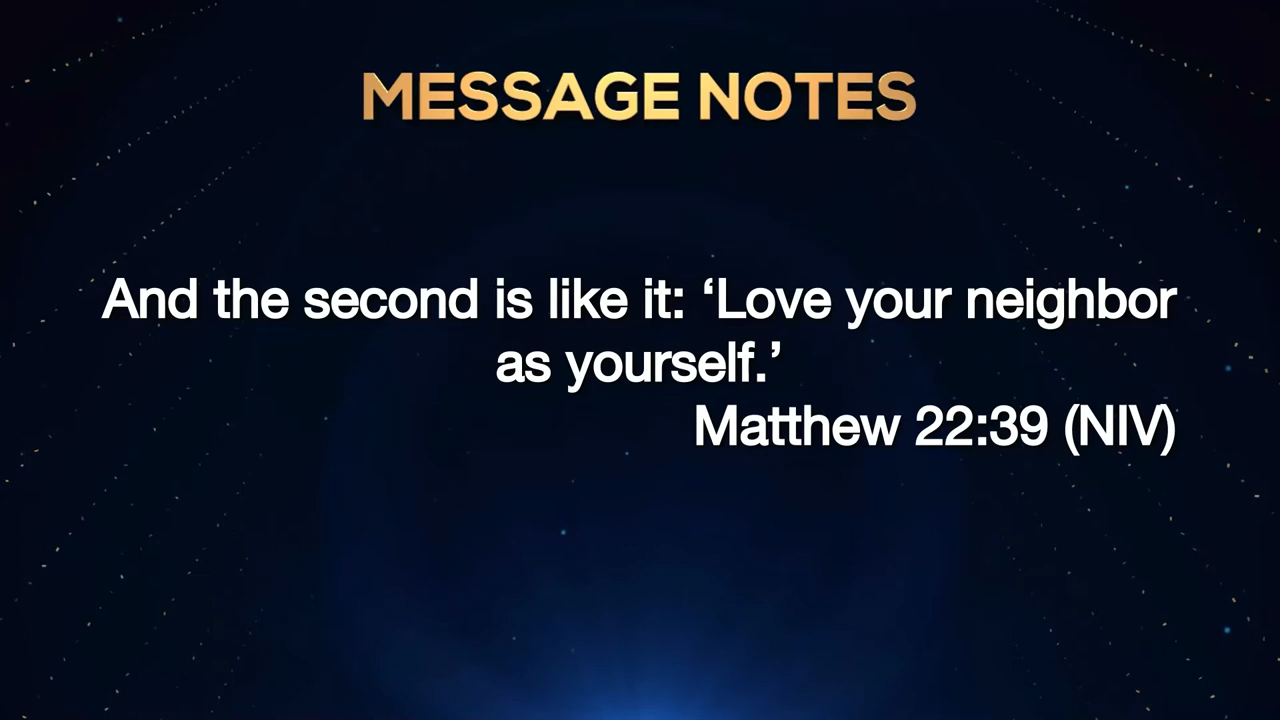 MESSAGE NOTES
And the second is like it: ‘Love your neighbor
as yourself.’
Matthew 22:39 (NIV)